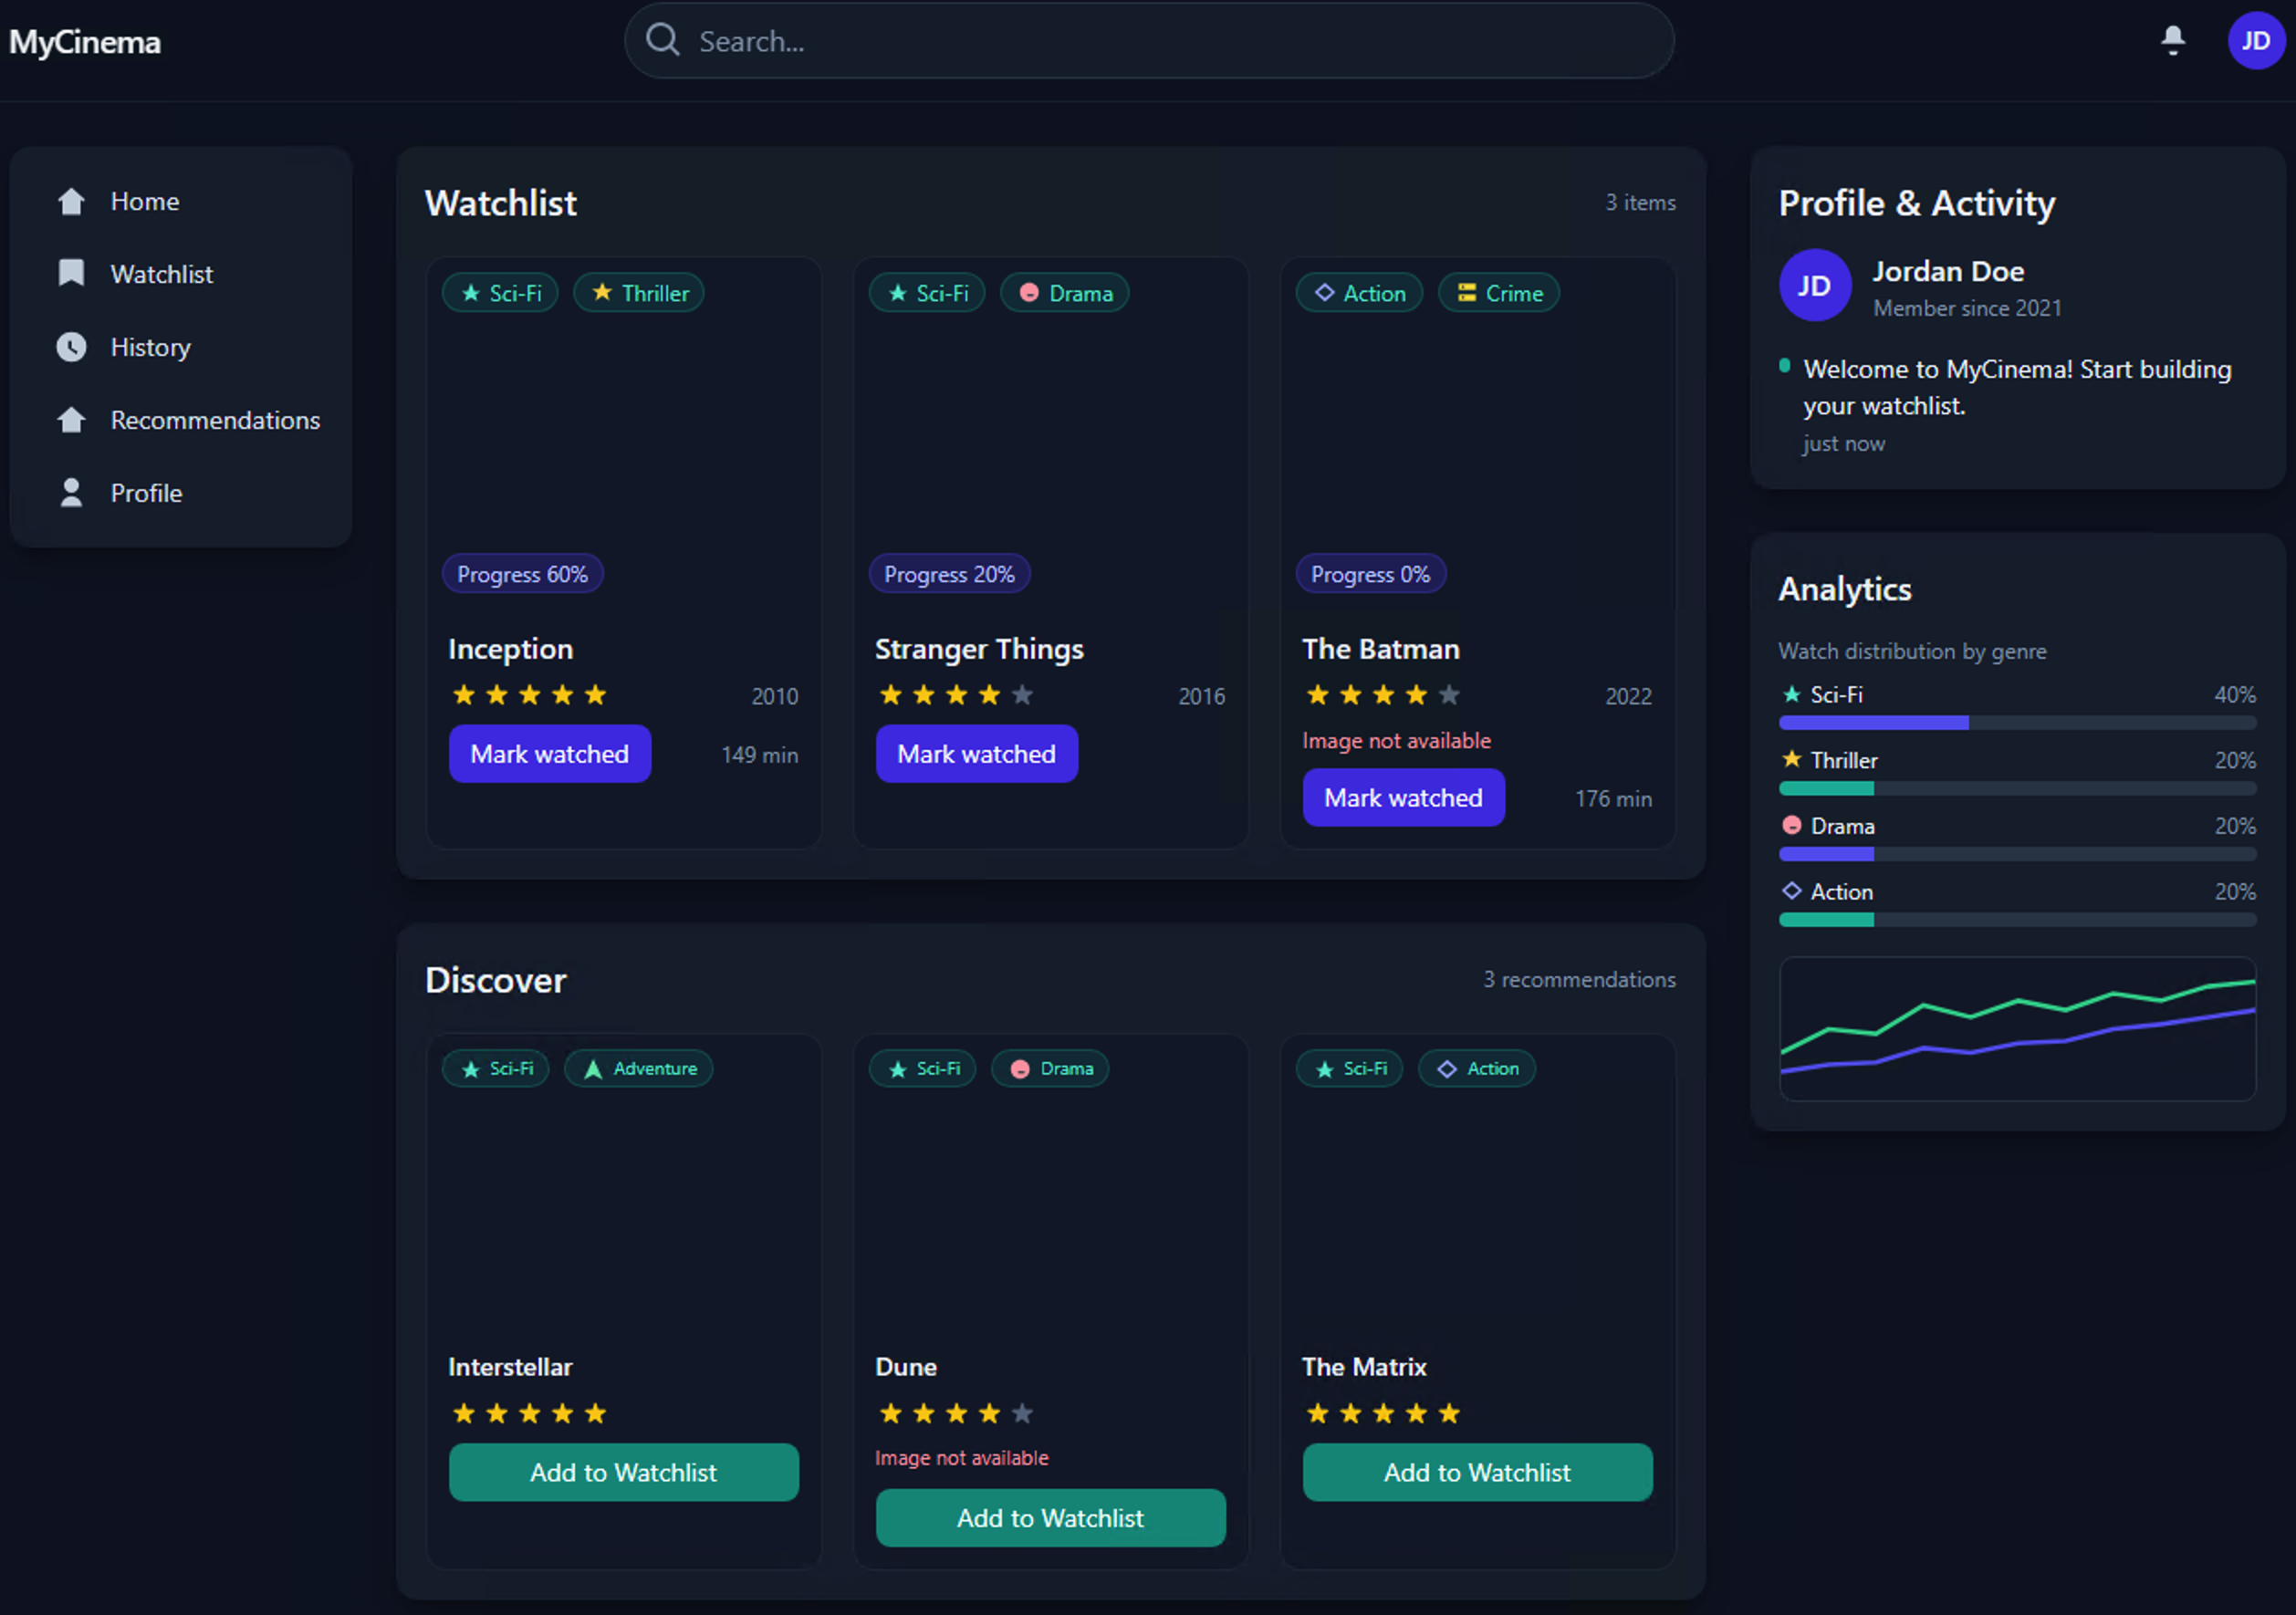 MyCinema
Search...
JD
Home
Watchlist
History
Recommendations
Profile
Watchlist
3 items
Sci-Fi
Thriller
Progress 60%
Inception
2010
Mark watched
149 min
Sci-Fi
Drama
Progress 20%
Stranger Things
2016
Mark watched
Action
Crime
Progress 0%
The Batman
2022
Image not available
Mark watched
176 min
Discover
3 recommendations
Sci-Fi
Adventure
Interstellar
Add to Watchlist
Sci-Fi
Drama
Dune
Image not available
Add to Watchlist
Sci-Fi
Action
The Matrix
Add to Watchlist
Profile & Activity
JD
Jordan Doe
Member since 2021
Welcome to MyCinema! Start building
your watchlist.
just now
Analytics
Watch distribution by genre
Sci-Fi 40%
Thriller 20%
Drama 20%
Action 20%